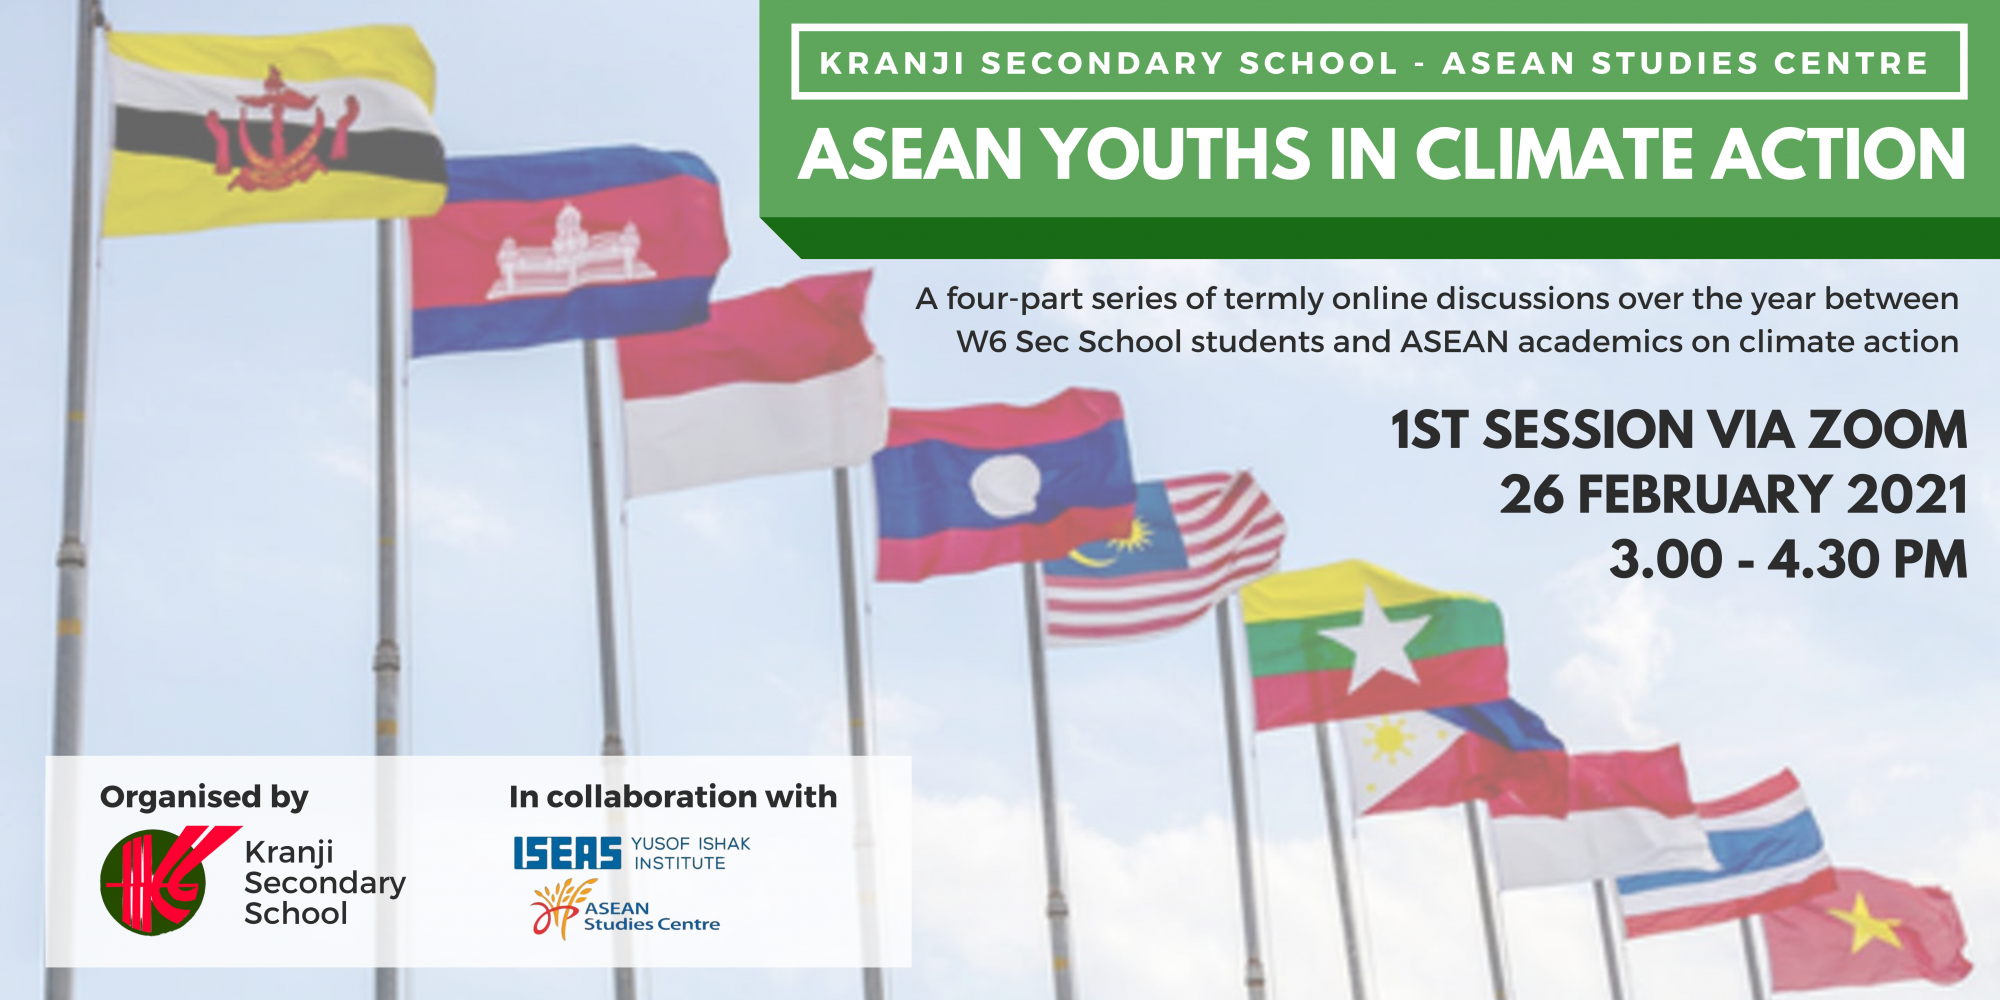 KRANJI SECONDARY SCHOOL - ASEAN STUDIES CENTRE
ASEAN YOUTHS IN CLIMATE ACTION
A four-part series of termly online discussions over the year between
W6 Sec School students and ASEAN academics on climate action
1ST SESSION VIA ZOOM
26 FEBRUARY 2021
3.00 - 4.30 PM
Organised by
Kranji
Secondary
School
In collaboration with
ISEAS YUSOF ISHAK
INSTITUTE
ASEAN
Studies Centre